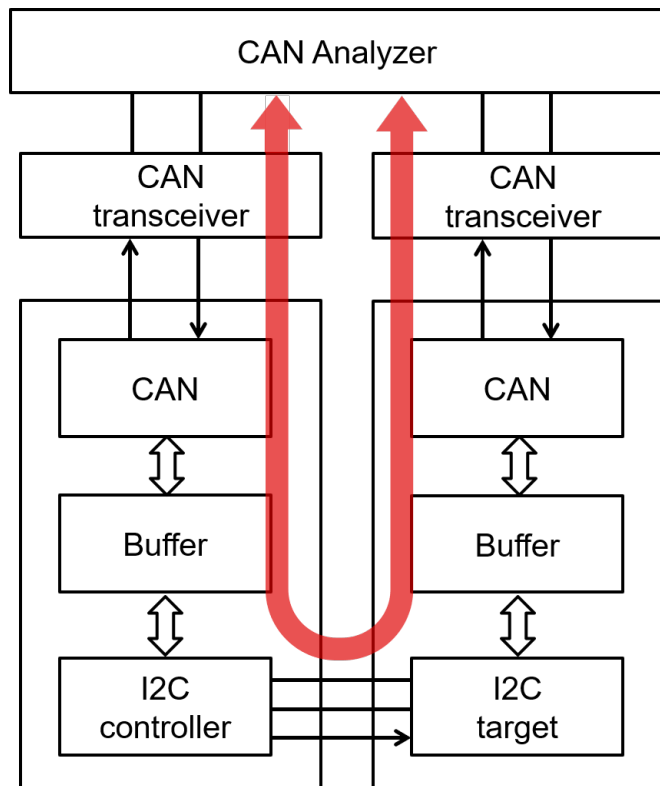 CAN Analyzer
CAN
transceiver
CAN
transceiver
CAN
CAN
Buffer
Buffer
I2C
controller
I2C
target